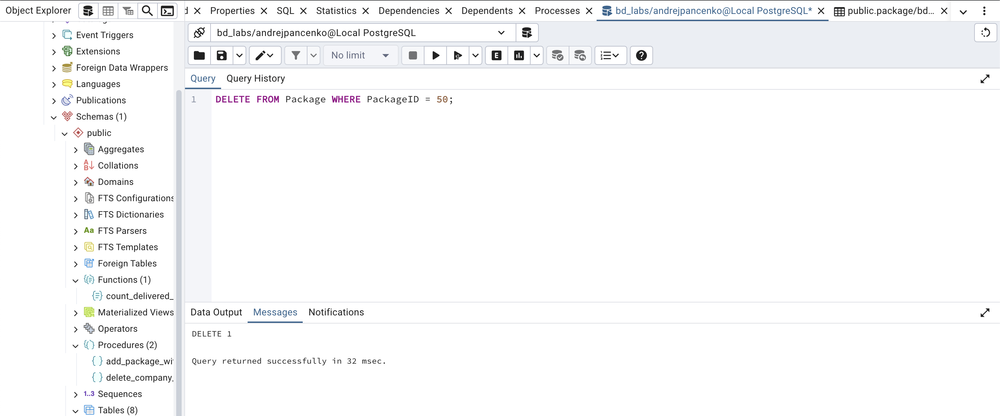 Object Explorer
Properties
SQL
Statistics
Dependencies
Dependents
Processes
bd_labs/andrejpancenko@Local PostgreSQL*
public.package/bd...
Event Triggers
Extensions
Foreign Data Wrappers
Languages
Publications
Schemas (1)
public
Aggregates
Collations
Domains
FTS Configurations
FTS Dictionaries
Aa FTS Parsers
FTS Templates
Foreign Tables
Functions (1)
count_delivered_
Materialized Views
Operators
Procedures (2)
add_package_wi
delete_company_
1..3 Sequences
Tables (8)
bd_labs/andrejpancenko@Local PostgreSQL
No limit
E
Query
Query History
1 DELETE FROM Package WHERE PackageID = 50;
Data Output
Messages
Notifications
DELETE 1
Query returned successfully in 32 msec.